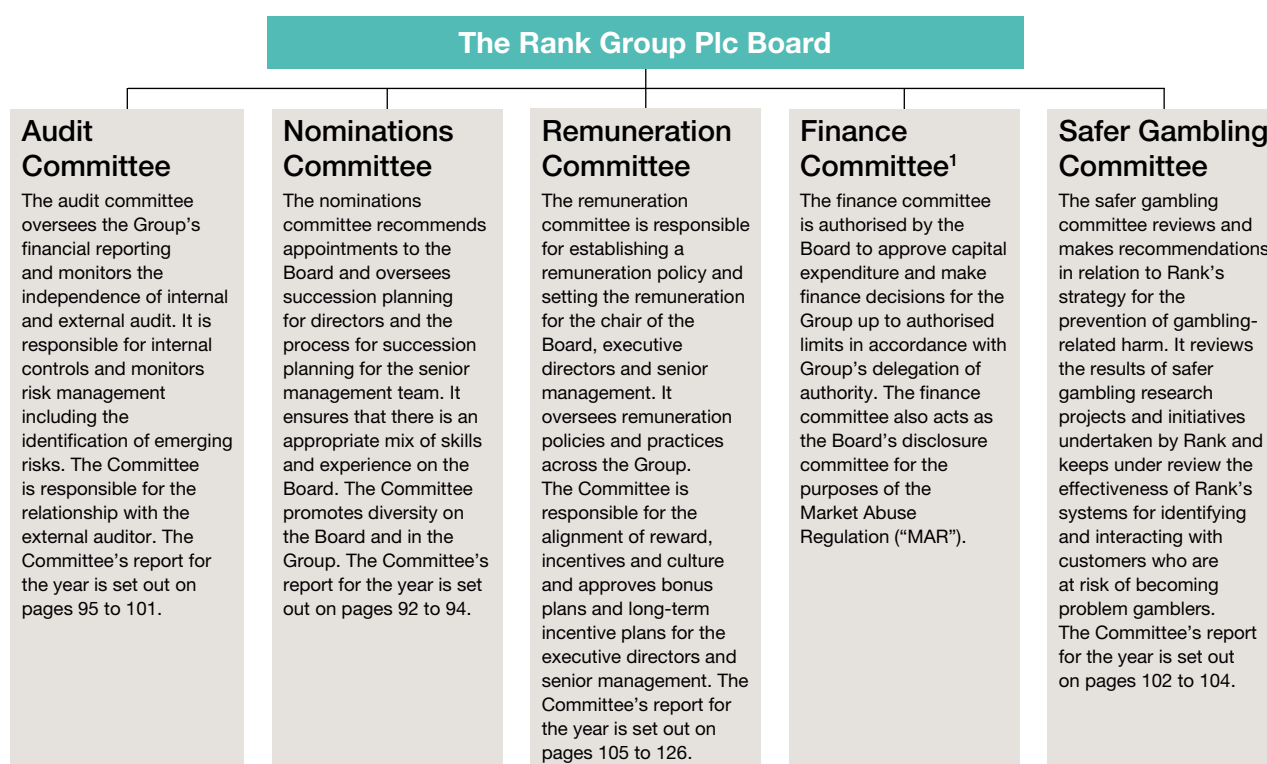 The Rank Group Plc Board
Audit
Committee
The audit committee
oversees the Group’s
financial reporting
and monitors the
independence of internal
and external audit. It is
responsible for internal
controls and monitors
risk management
including the
identification of emerging
risks. The Committee
is responsible for the
relationship with the
external auditor. The
Committee’s report for
the year is set out on
pages 95 to 101.
Nominations
Committee
The nominations
committee recommends
appointments to the
Board and oversees
succession planning
for directors and the
process for succession
planning for the senior
management team. It
ensures that there is an
appropriate mix of skills
and experience on the
Board. The Committee
promotes diversity on
the Board and in the
Group. The Committee’s
report for the year is set
out on pages 92 to 94.
Remuneration
Committee
The remuneration
committee is responsible
for establishing a
remuneration policy and
setting the remuneration
for the chair of the
Board, executive
directors and senior
management. It
oversees remuneration
policies and practices
across the Group.
The Committee is
responsible for the
alignment of reward,
incentives and culture
and approves bonus
plans and long-term
incentive plans for the
executive directors and
senior management. The
Committee’s report for
the year is set out on
pages 105 to 126.
Finance
Committee¹
The finance committee
is authorised by the
Board to approve capital
expenditure and make
finance decisions for the
Group up to authorised
limits in accordance with
Group’s delegation of
authority. The finance
committee also acts as
the Board’s disclosure
committee for the
purposes of the
Market Abuse
Regulation (“MAR”).
Safer Gambling
Committee
The safer gambling
committee reviews and
makes recommendations
in relation to Rank’s
strategy for the
prevention of gambling-
related harm. It reviews
the results of safer
gambling research
projects and initiatives
undertaken by Rank and
keeps under review the
effectiveness of Rank’s
systems for identifying
and interacting with
customers who are
at risk of becoming
problem gamblers.
The Committee’s report
for the year is set out
on pages 102 to 104.